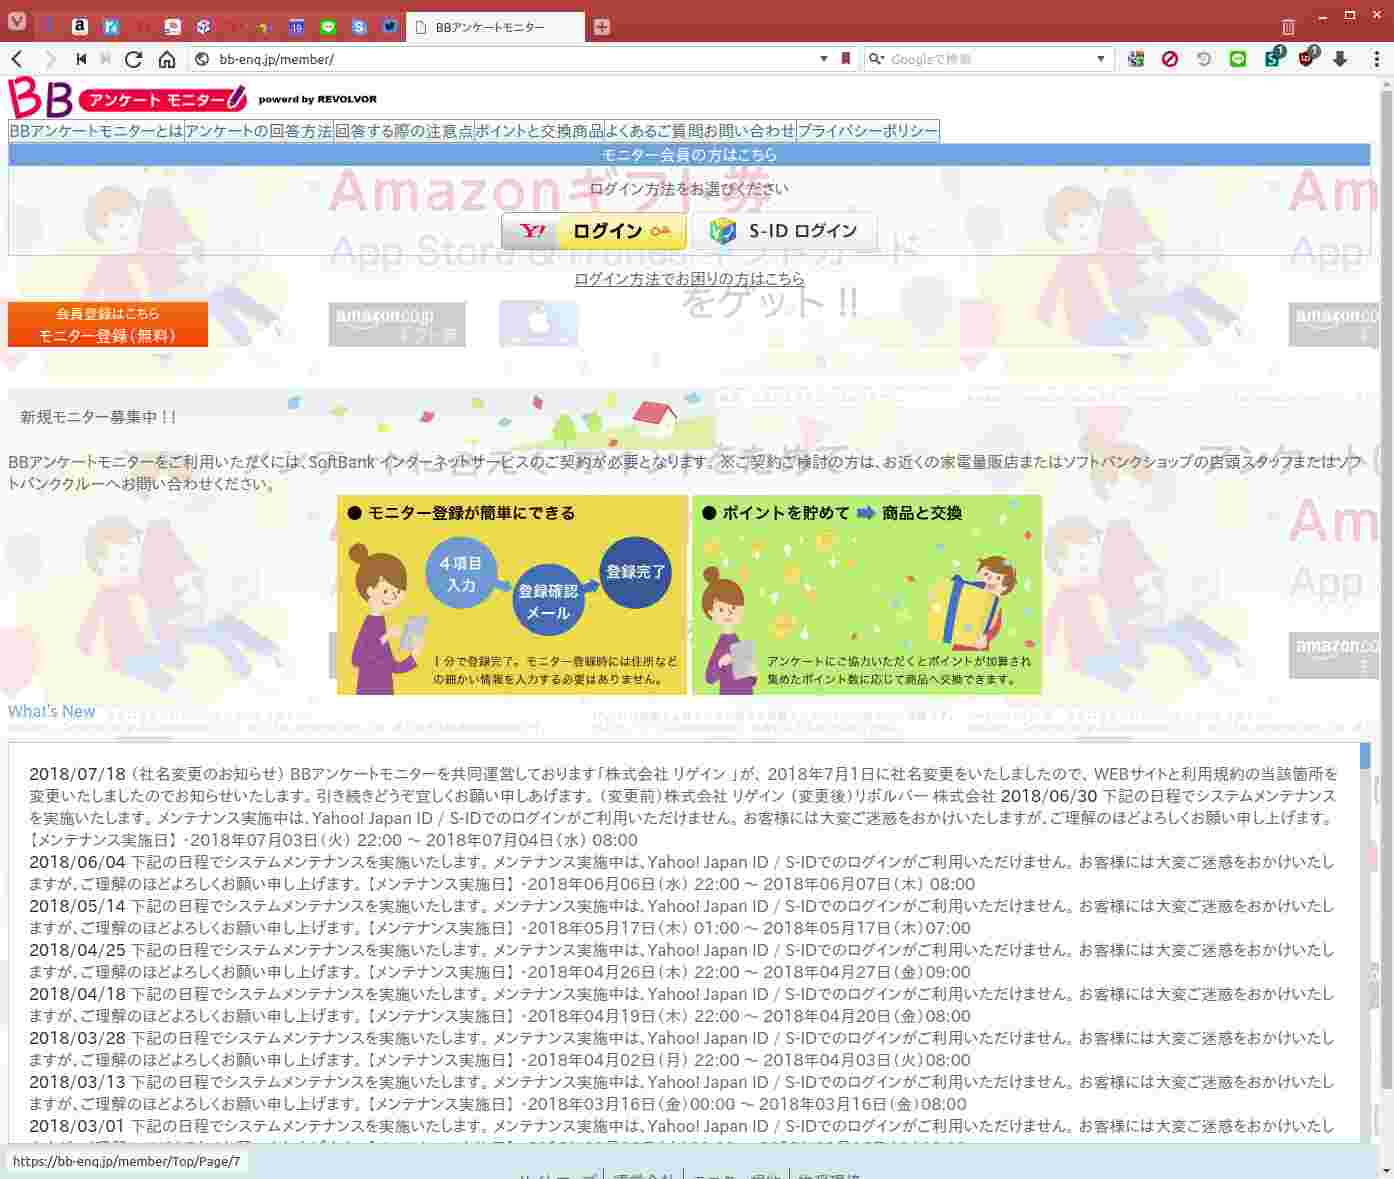 BBアンケートモニター
bb-enq.jp/member/
Googleで検索
BB アンケート モニター powerd by REVOLVOR
BBアンケートモニターとは アンケートの回答方法 回答する際の注意点 ポイントと交換商品 よくあるご質問 お問い合わせ プライバシーポリシー
モニター会員の方はこちら
Amazonギフト券
ログイン方法をお選びください
Y! ログイン S-ID ログイン
App Store & iTunes ギフトカード
ログイン方法でお困りの方はこちら
をゲット!!
会員登録はこちら
モニター登録(無料)
amazon.co.jp
ギフト券
新規モニター募集中!!
BBアンケートモニターをご利用いただくには、SoftBank インターネットサービスのご契約が必要となります。 ※ご契約ご検討の方は、お近くの家電量販店またはソフトバンクショップの店頭スタッフまたはソフ
トバンククルーへお問い合わせください。
● モニター登録が簡単にできる
4項目
入力
登録確認
メール
登録完了
1分で登録完了。モニター登録時には住所など
の細かい情報を入力する必要はありません。
● ポイントを貯めて 商品と交換
アンケートにご協力いただくとポイントが加算され
集めたポイント数に応じて商品へ交換できます。
What's New
2018/07/18 (社名変更のお知らせ) BBアンケートモニターを共同運営しております「株式会社 リゲイン 」が、 2018年7月1日に社名変更をいたしましたので、 WEBサイトと利用規約の当該箇所を
変更いたしましたのでお知らせいたします。 引き続きどうぞ宜しくお願い申しあげます。 (変更前)株式会社 リゲイン (変更後)リボルバー 株式会社 2018/06/30 下記の日程でシステムメンテナンス
を実施いたします。 メンテナンス実施中は、Yahoo! Japan ID / S-IDでのログインがご利用いただけません。 お客様には大変ご迷惑をおかけいたしますが、ご理解のほどよろしくお願い申し上げます。
【メンテナンス実施日】 ・2018年07月03日(火) 22:00 ～ 2018年07月04日(水) 08:00
2018/06/04 下記の日程でシステムメンテナンスを実施いたします。 メンテナンス実施中は、Yahoo! Japan ID / S-IDでのログインがご利用いただけません。 お客様には大変ご迷惑をおかけいたし
ますが、ご理解のほどよろしくお願い申し上げます。 【メンテナンス実施日】 ・2018年06月06日(水) 22:00 ～ 2018年06月07日(木) 08:00
2018/05/14 下記の日程でシステムメンテナンスを実施いたします。 メンテナンス実施中は、Yahoo! Japan ID / S-IDでのログインがご利用いただけません。 お客様には大変ご迷惑をおかけいたし
ますが、ご理解のほどよろしくお願い申し上げます。 【メンテナンス実施日】 ・2018年05月17日(木) 01:00 ～ 2018年05月17日(木)07:00
2018/04/25 下記の日程でシステムメンテナンスを実施いたします。 メンテナンス実施中は、Yahoo! Japan ID / S-IDでのログインがご利用いただけません。 お客様には大変ご迷惑をおかけいたし
ますが、ご理解のほどよろしくお願い申し上げます。 【メンテナンス実施日】 ・2018年04月26日(木) 22:00 ～ 2018年04月27日(金)09:00
2018/04/18 下記の日程でシステムメンテナンスを実施いたします。 メンテナンス実施中は、Yahoo! Japan ID / S-IDでのログインがご利用いただけません。 お客様には大変ご迷惑をおかけいたし
ますが、ご理解のほどよろしくお願い申し上げます。 【メンテナンス実施日】 ・2018年04月19日(木) 22:00 ～ 2018年04月20日(金)08:00
2018/03/28 下記の日程でシステムメンテナンスを実施いたします。 メンテナンス実施中は、Yahoo! Japan ID / S-IDでのログインがご利用いただけません。 お客様には大変ご迷惑をおかけいたし
ますが、ご理解のほどよろしくお願い申し上げます。 【メンテナンス実施日】 ・2018年04月02日(月) 22:00 ～ 2018年04月03日(火)08:00
2018/03/13 下記の日程でシステムメンテナンスを実施いたします。 メンテナンス実施中は、Yahoo! Japan ID / S-IDでのログインがご利用いただけません。 お客様には大変ご迷惑をおかけいたし
ますが、ご理解のほどよろしくお願い申し上げます。 【メンテナンス実施日】 ・2018年03月16日(金)00:00 ～ 2018年03月16日(金)08:00
2018/03/01 下記の日程でシステムメンテナンスを実施いたします。 メンテナンス実施中は、Yahoo! Japan ID / S-IDでのログインがご利用いただけません。 お客様には大変ご迷惑をおかけいたし
https://bb-enq.jp/member/Top/Page/7